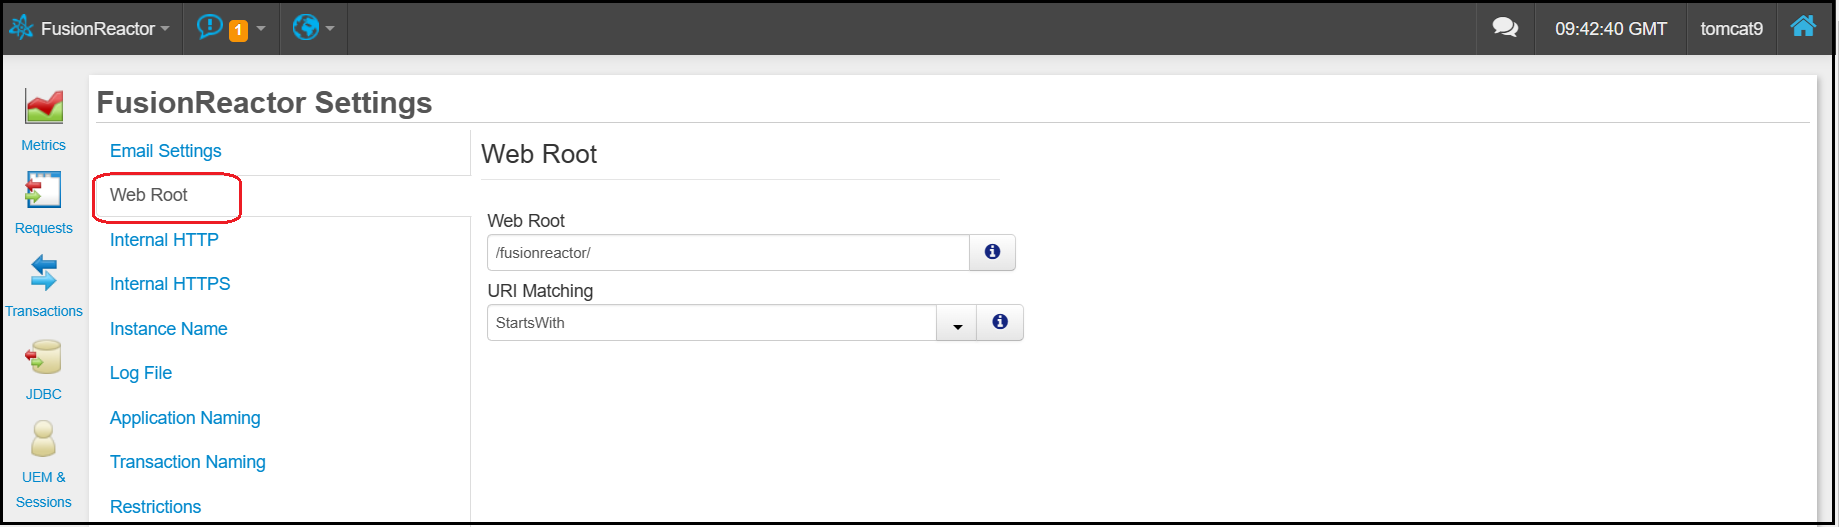 FusionReactor
1
09:42:40 GMT
tomcat9
FusionReactor Settings
Metrics
Requests
Transactions
JDBC
UEM &
Sessions
Email Settings
Web Root
Internal HTTP
Internal HTTPS
Instance Name
Log File
Application Naming
Transaction Naming
Restrictions
Web Root
Web Root
/fusionreactor/
URI Matching
StartsWith